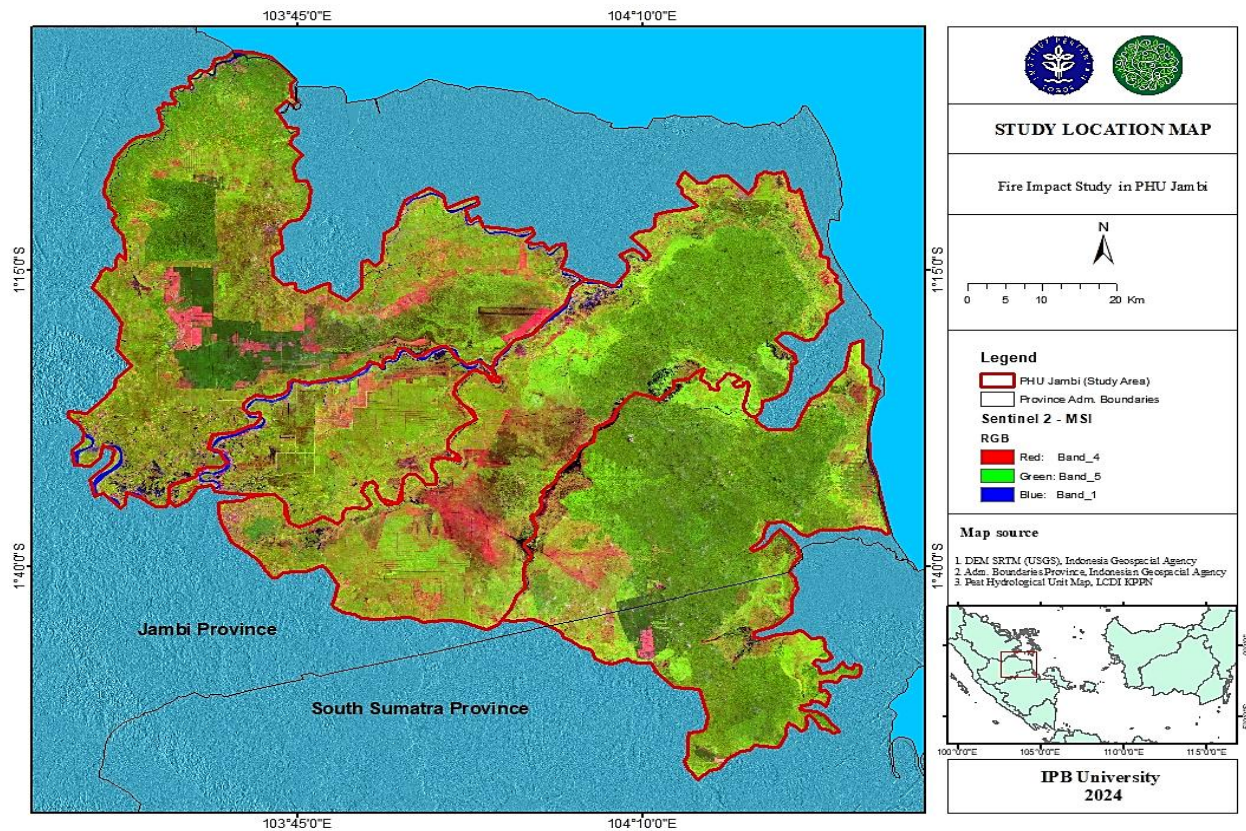 103°45'0"E
104°10'0"E
1°15'0"S
1°15'0"S
1°40'0"S
1°40'0"S
103°45'0"E
104°10'0"E
Jambi Province
South Sumatra Province
STUDY LOCATION MAP
Fire Impact Study in PHU Jambi
N
0 5 10 20 Km
Legend
PHU Jambi (Study Area)
Province Adm. Boundaries
Sentinel 2 - MSI
RGB
Red: Band_4
Green: Band_5
Blue: Band_1
Map source
1. DEM SRTM (USGS), Indonesia Geospacial Agency
2. Adm. Boundaries Province, Indonesian Geospacial Agency
3. Peat Hydrological Unit Map, LCDI KPPN
100°0'0"E
105°0'0"E
110°0'0"E
115°0'0"E
IPB University
2024